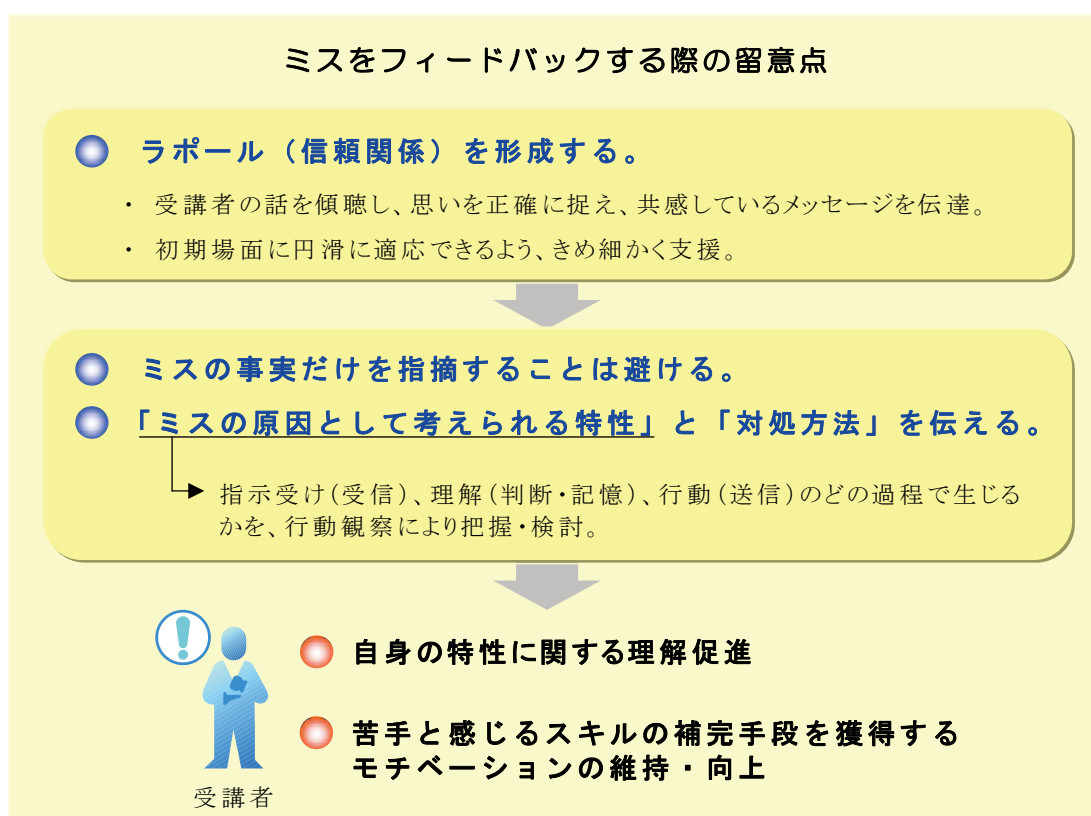 ミスをフィードバックする際の留意点
ラポール（信頼関係）を形成する。
・ 受講者の話を傾聴し、思いを正確に捉え、共感しているメッセージを伝達。
・ 初期場面に円滑に適応できるよう、きめ細かく支援。
ミスの事実だけを指摘することは避ける。
「ミスの原因として考えられる特性」と「対処方法」を伝える。
指示受け（受信）、理解（判断・記憶）、行動（送信）のどの過程で生じる
かを、行動観察により把握・検討。
自身の特性に関する理解促進
苦手と感じるスキルの補完手段を獲得する
モチベーションの維持・向上
受講者